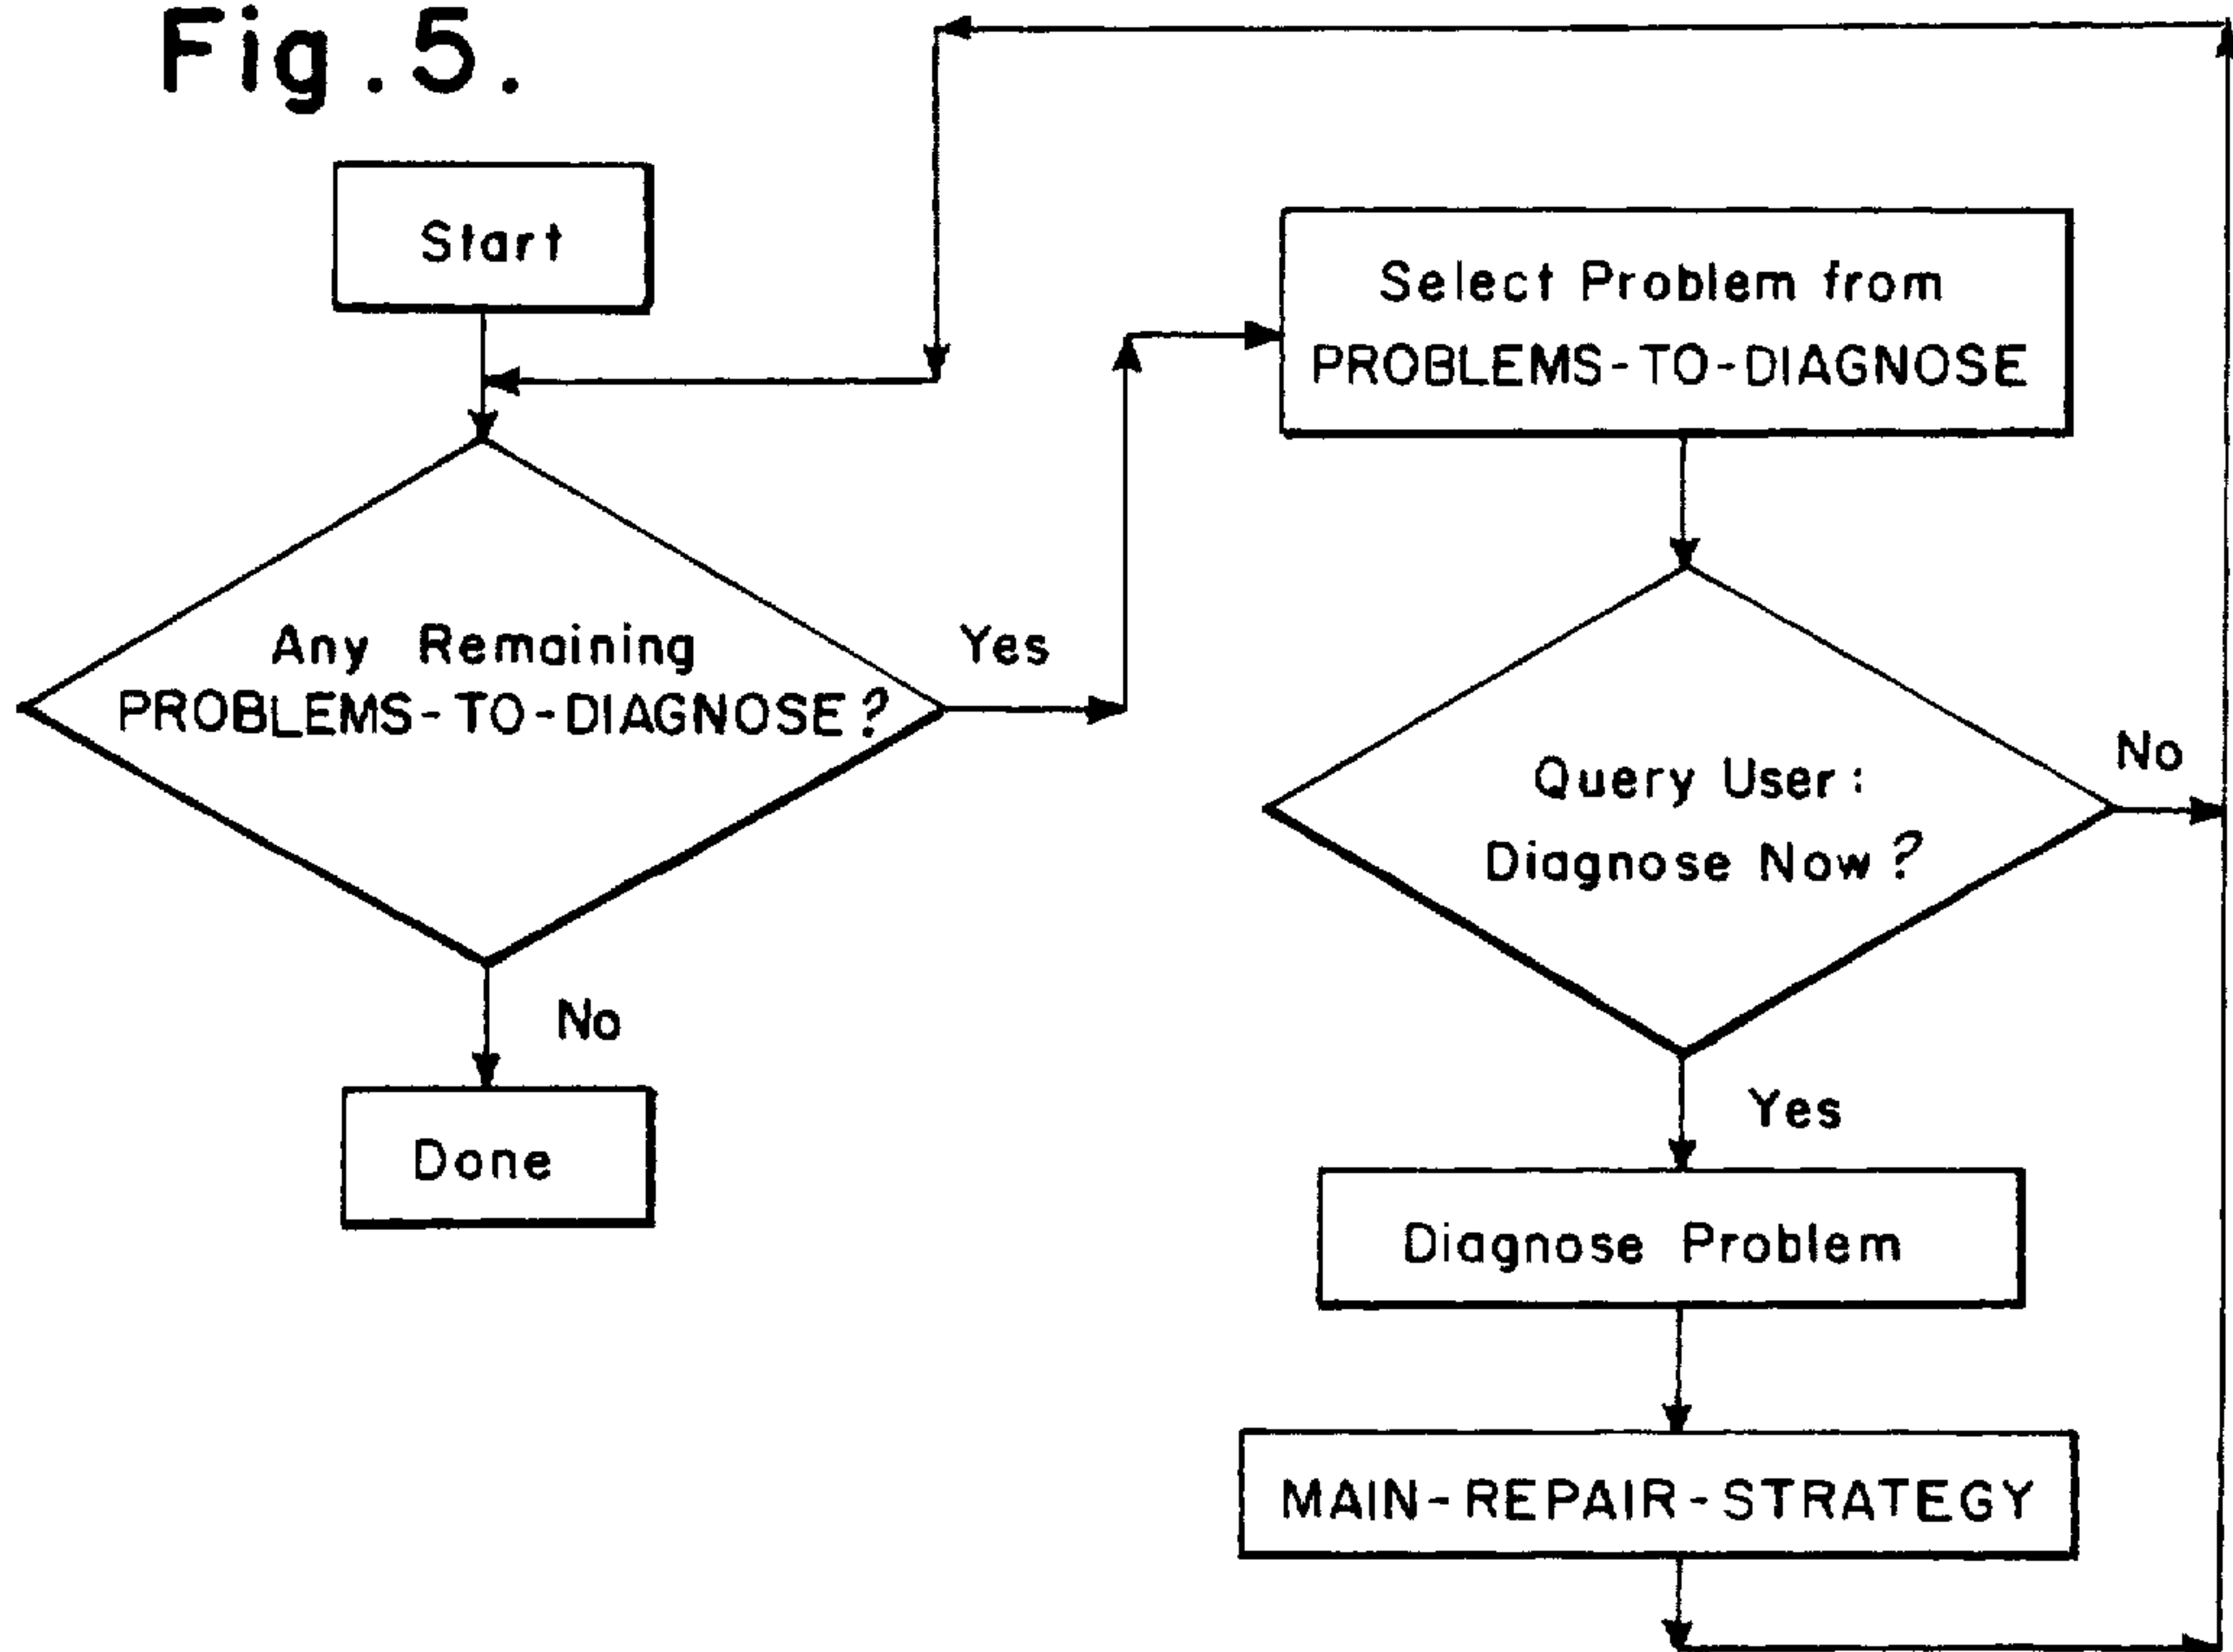 Fig.5.
Start
Any Remaining
PROBLEMS-TO-DIAGNOSE?
Yes
No
Done
Select Problem from
PROBLEMS-TO-DIAGNOSE
Query User:
Diagnose Now?
No
Yes
Diagnose Problem
MAIN-REPAIR-STRATEGY